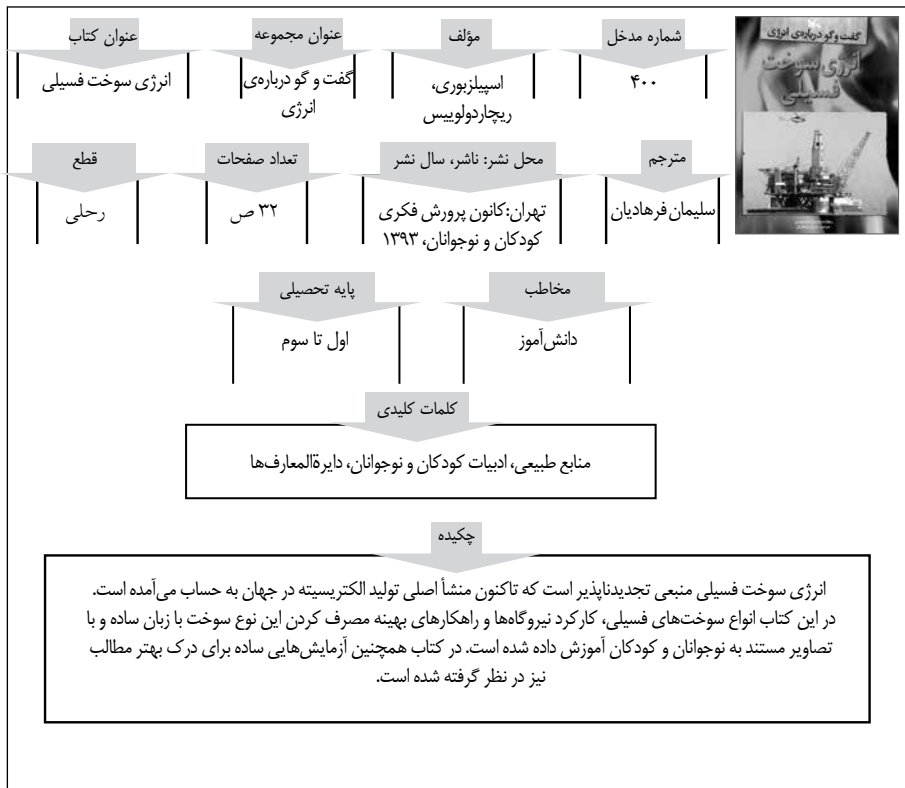 گفت و گو درباره‌ی انرژی
انرژی سوخت
فسیلی
شماره مدخل
۴۰۰
مؤلف
اسپیلزبوری،
ریچاردولوییس
عنوان مجموعه
گفت و گو درباره‌ی
انرژی
عنوان کتاب
انرژی سوخت فسیلی
مترجم
سلیمان فرهادیان
محل نشر: ناشر، سال نشر
تهران:کانون پرورش فکری
کودکان و نوجوانان، ۱۳۹۳
تعداد صفحات
۳۲ ص
قطع
رحلی
مخاطب
دانش‌آموز
پایه تحصیلی
اول تا سوم
کلمات کلیدی
منابع طبیعی، ادبیات کودکان و نوجوانان، دایرةالمعارف‌ها
چکیده
انرژی سوخت فسیلی منبعی تجدیدناپذیر است که تاکنون منشأ اصلی تولید الکتریسیته در جهان به حساب می‌آمده است.
در این کتاب انواع سوخت‌های فسیلی، کارکرد نیروگاه‌ها و راهکارهای بهینه مصرف کردن این نوع سوخت با زبان ساده و با
تصاویر مستند به نوجوانان و کودکان آموزش داده شده است. در کتاب همچنین آزمایش‌هایی ساده برای درک بهتر مطالب
نیز در نظر گرفته شده است.